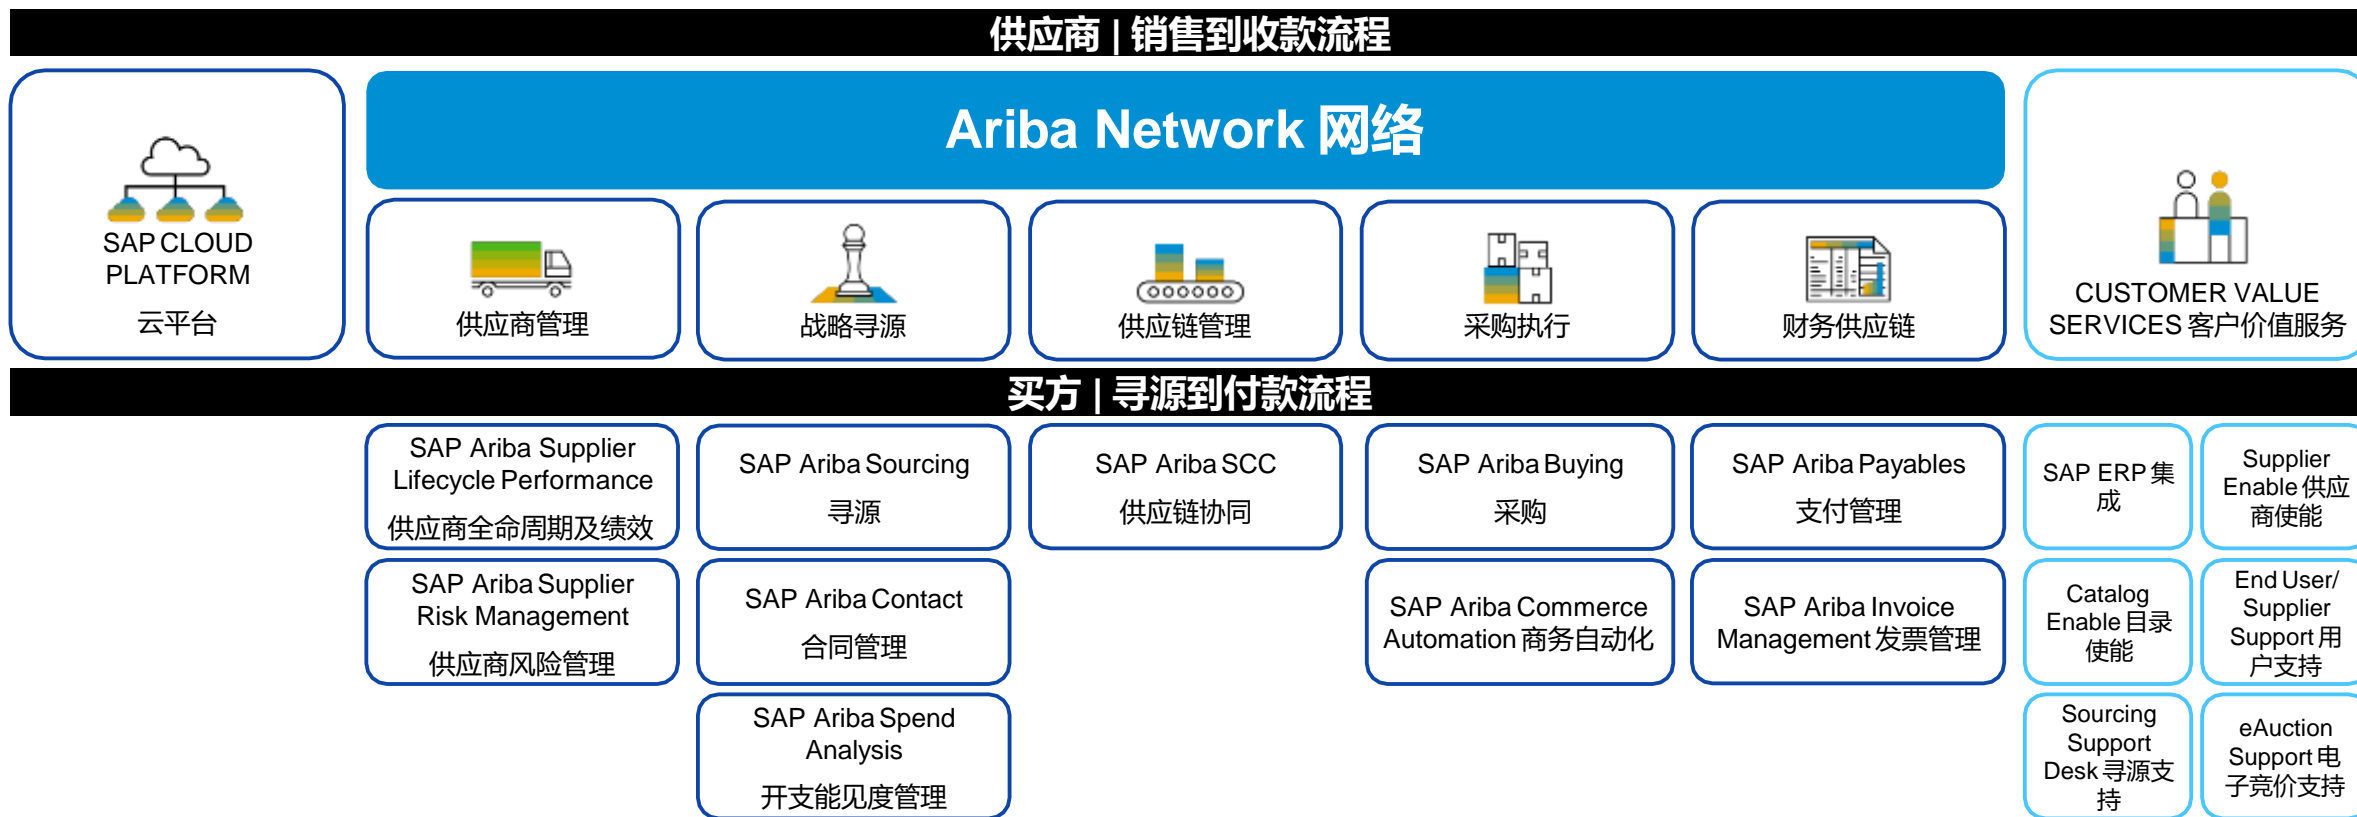 供应商 | 销售到收款流程
SAP CLOUD
PLATFORM
云平台
Ariba Network 网络
供应商管理
战略寻源
供应链管理
采购执行
财务供应链
CUSTOMER VALUE
SERVICES 客户价值服务
买方 | 寻源到付款流程
SAP Ariba Supplier
Lifecycle Performance
供应商全命周期及绩效
SAP Ariba Sourcing
寻源
SAP Ariba SCC
供应链协同
SAP Ariba Buying
采购
SAP Ariba Payables
支付管理
SAP ERP 集
成
Supplier
Enable 供应
商使能
SAP Ariba Supplier
Risk Management
供应商风险管理
SAP Ariba Contact
合同管理
SAP Ariba Commerce
Automation 商务自动化
SAP Ariba Invoice
Management 发票管理
Catalog
Enable 目录
使能
End User/
Supplier
Support 用
户支持
SAP Ariba Spend
Analysis
开支能见度管理
Sourcing
Support
Desk 寻源支
持
eAuction
Support 电
子竞价支持